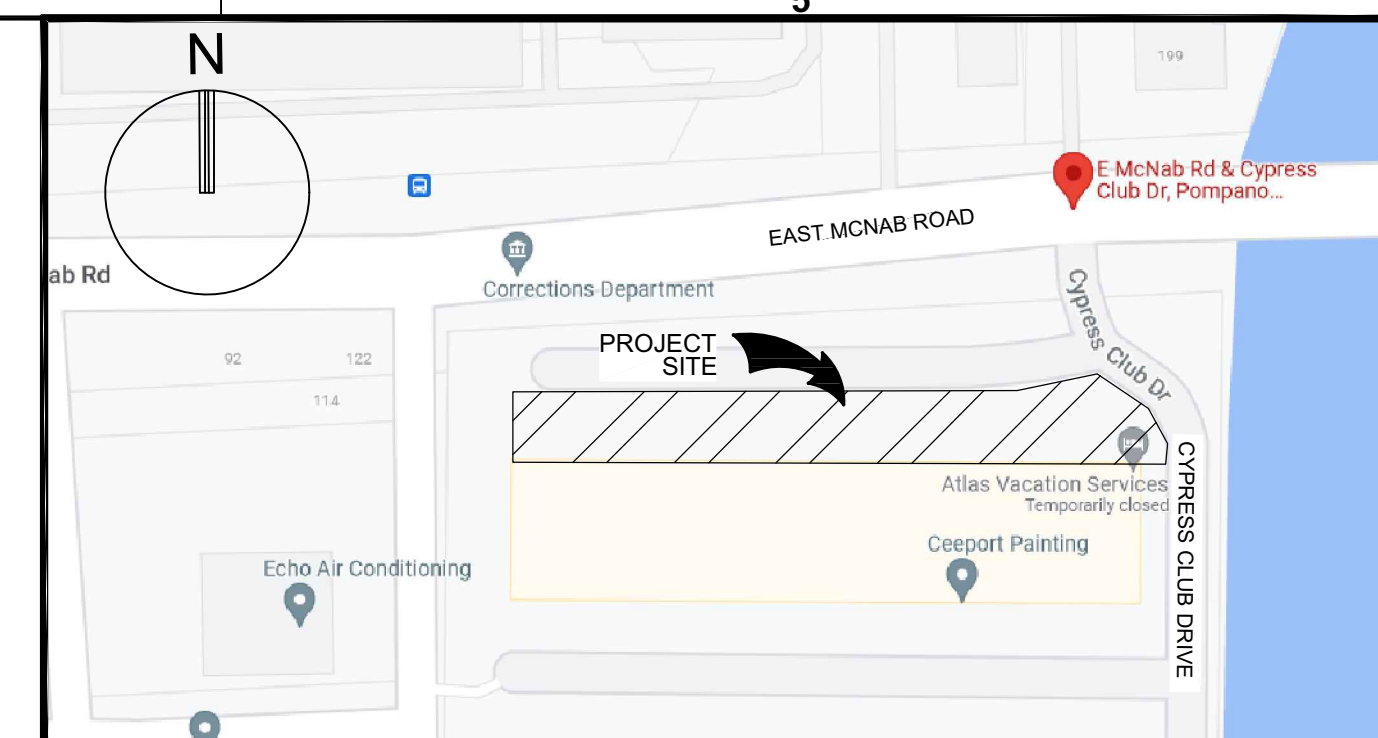 5
N
199
E McNab Rd & Cypress
Club Dr, Pompano...
EAST MCNAB ROAD
ab Rd
Corrections Department
Cypress Club Dr
PROJECT
SITE
92
122
114
Atlas Vacation Services
Temporarily closed
CYPRESS CLUB DRIVE
Ceeport Painting
Echo Air Conditioning